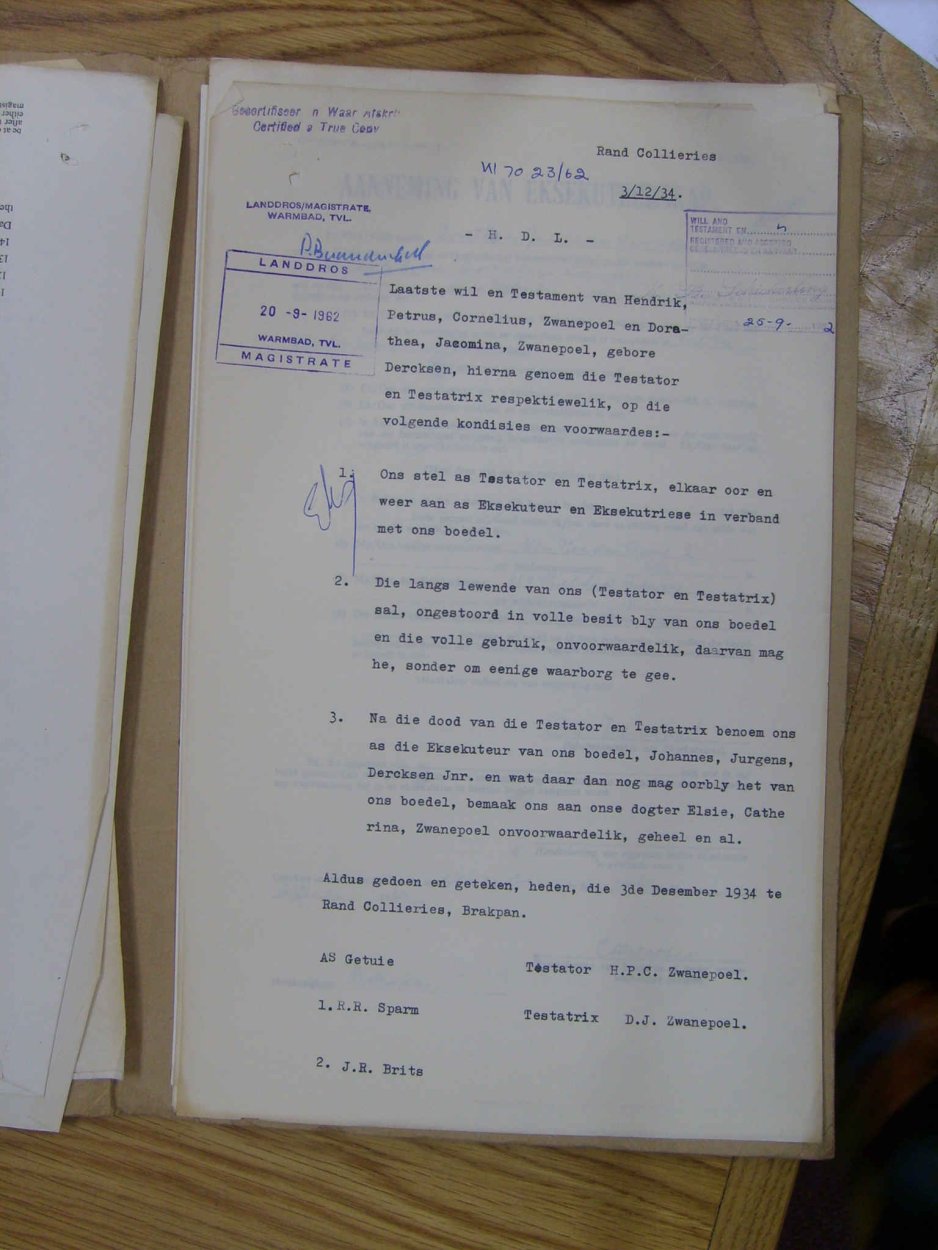 Gesertifiseer n Waar Afskrif
Certified a True Copy
Rand Collieries
3/12/34.
LANDDROS/MAGISTRATE,
WARMBAD, TVL.
- H. D. L. -
WILL AND
TESTAMENT
REGISTERED AND
25-9-
LANDDROS
20 -9- 1962
WARMBAD, TVL.
MAGISTRATE
Laatste wil en Testament van Hendrik,
Petrus, Cornelius, Zwanepoel en Dora-
thea, Jacomina, Zwanepoel, gebore
Dercksen, hierna genoem die Testator
en Testatrix respektiewelik, op die
volgende kondisies en voorwaardes:-
1. Ons stel as Testator en Testatrix, elkaar oor en
weer aan as Eksekuteur en Eksekutriese in verband
met ons boedel.
2. Die langs lewende van ons (Testator en Testatrix)
sal, ongestoord in volle besit bly van ons boedel
en die volle gebruik, onvoorwaardelik, daarvan mag
he, sonder om eenige waarborg te gee.
3. Na die dood van die Testator en Testatrix benoem ons
as die Eksekuteur van ons boedel, Johannes, Jurgens,
Dercksen Jnr. en wat daar dan nog mag oorbly het van
ons boedel, bemaak ons aan onse dogter Elsie, Cathe
rina, Zwanepoel onvoorwaardelik, geheel en al.
Aldus gedoen en geteken, heden, die 3de Desember 1934 te
Rand Collieries, Brakpan.
AS Getuie
Testator H.P.C. Zwanepoel.
1. R.R. Sparm
Testatrix D.J. Zwanepoel.
2. J.R. Brits